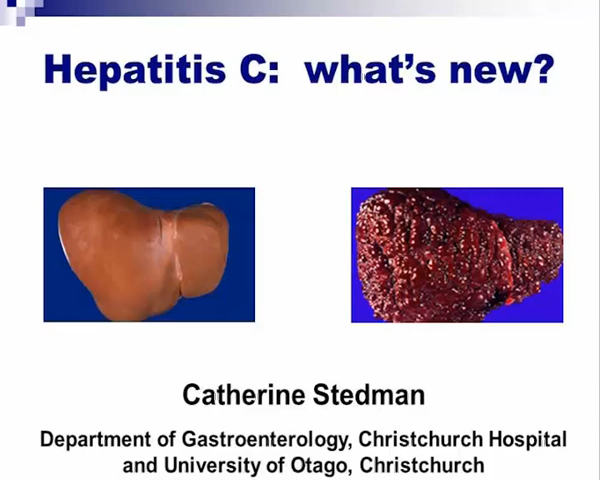 Hepatitis C: what's new?
Catherine Stedman
Department of Gastroenterology, Christchurch Hospital
and University of Otago, Christchurch